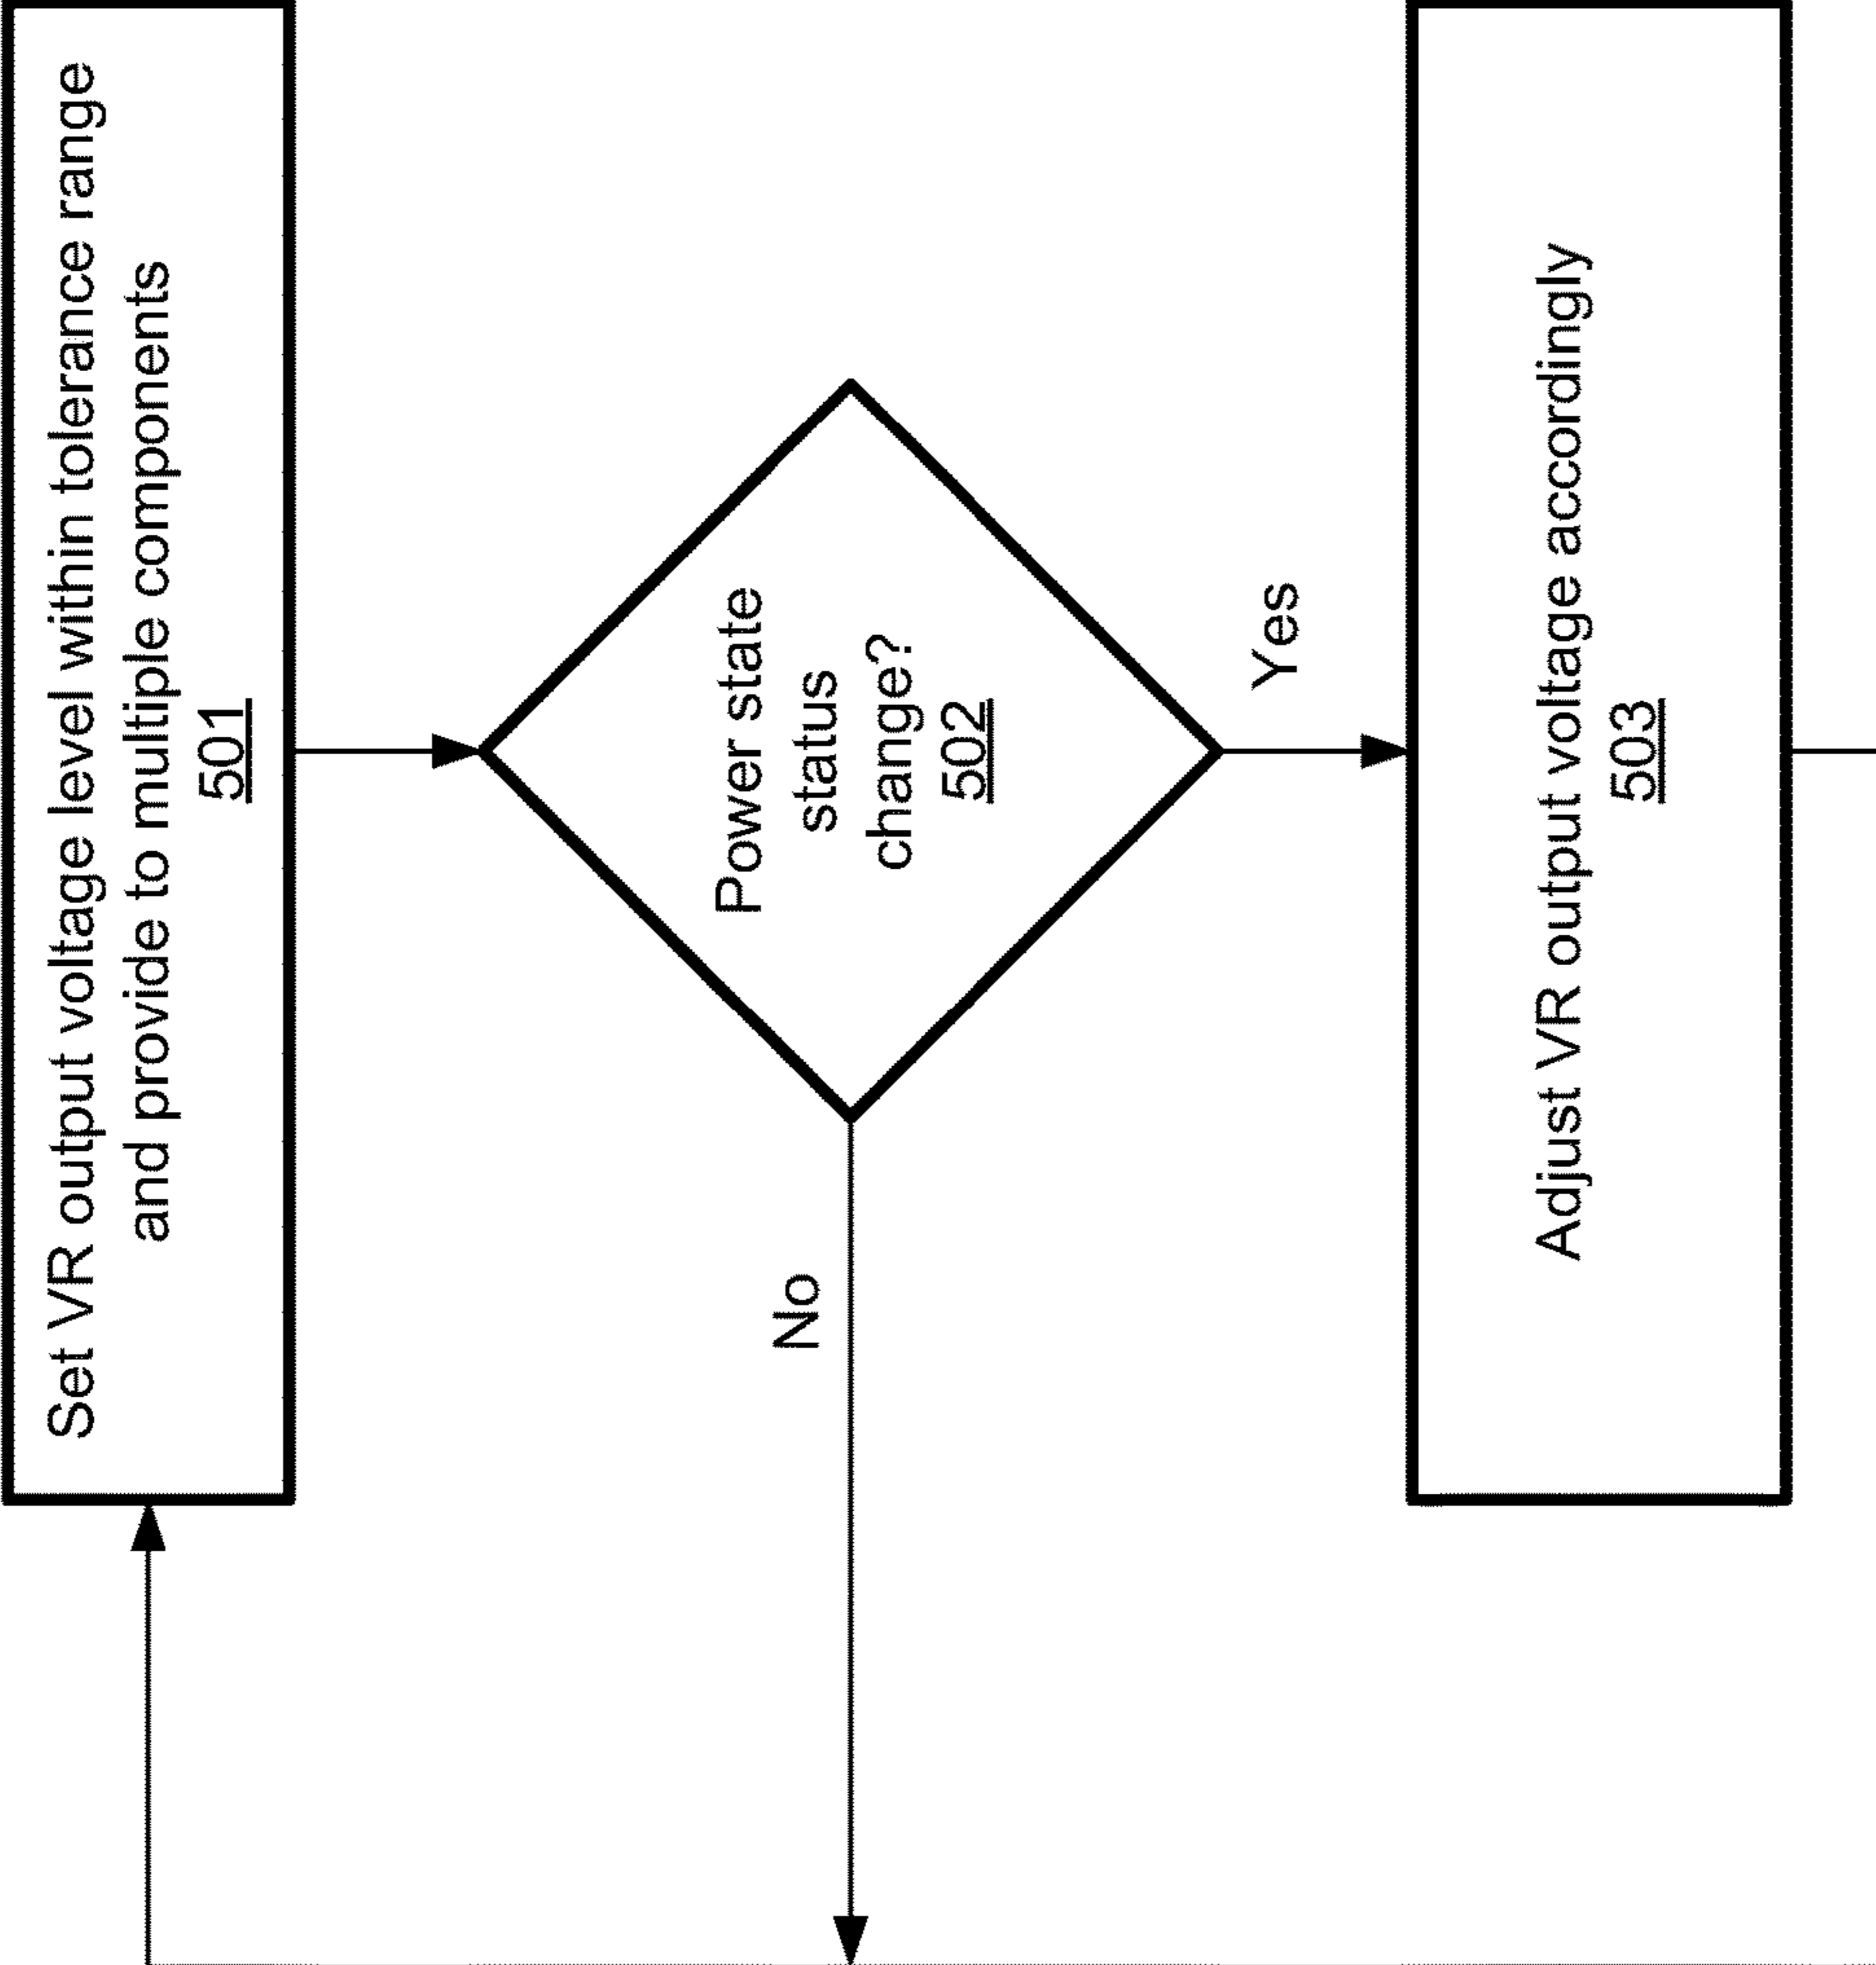 Set VR output voltage level within tolerance range
and provide to multiple components
501
Power state
status
change?
502
No
Yes
Adjust VR output voltage accordingly
503